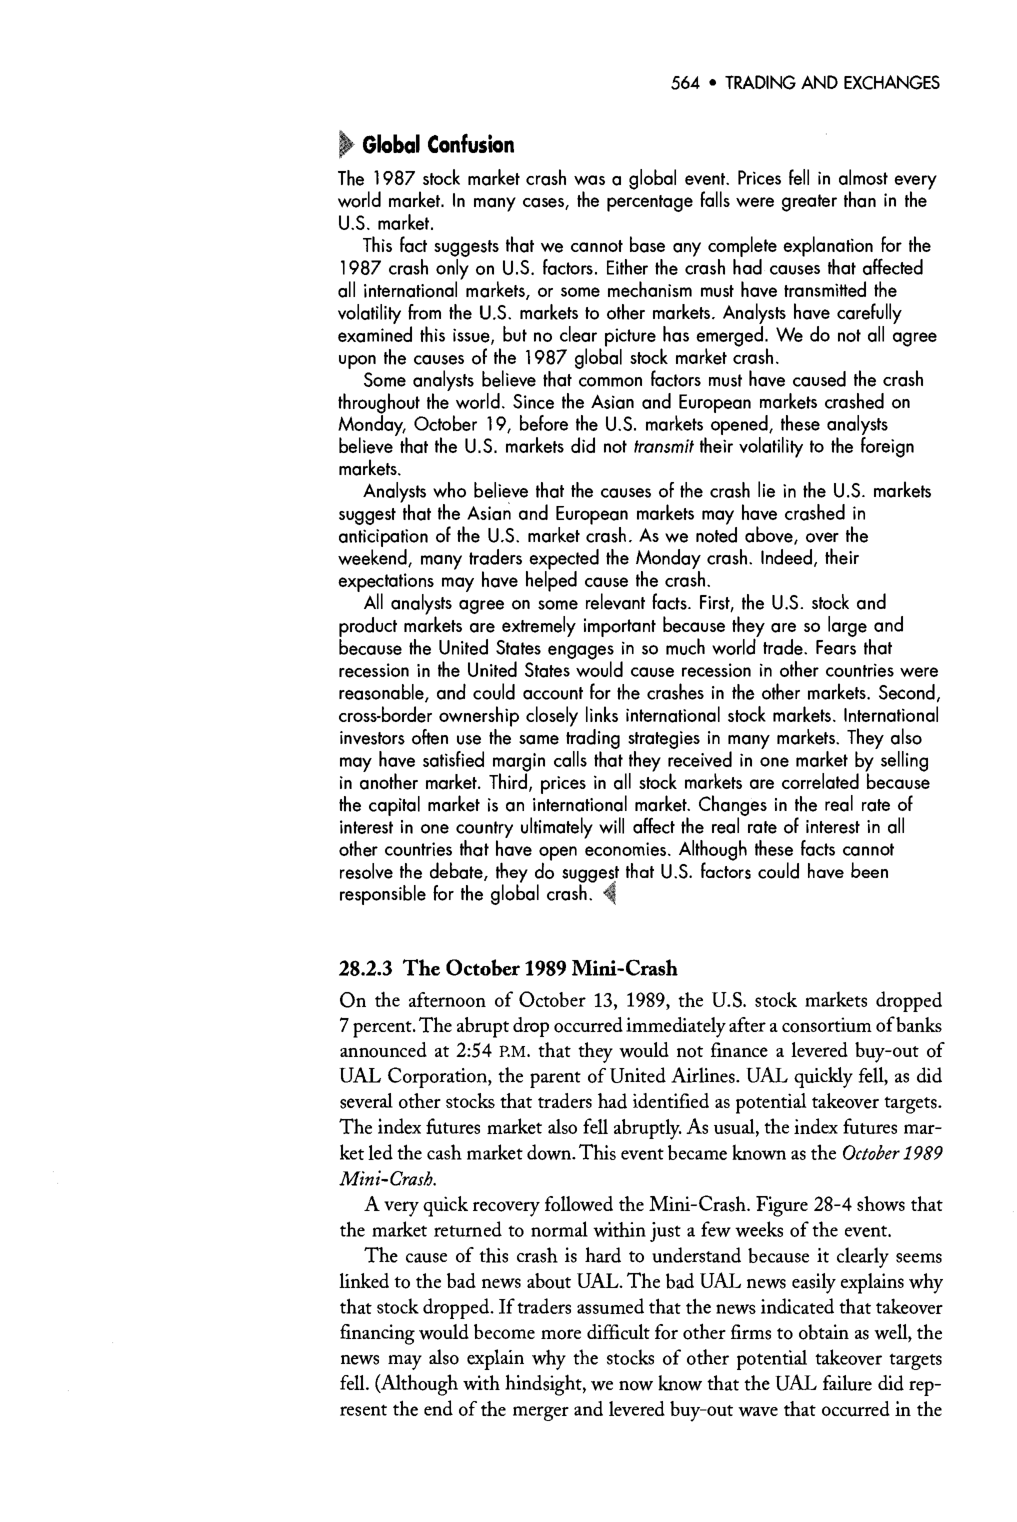 564 • TRADING AND EXCHANGES
Global Confusion
The 1987 stock market crash was a global event. Prices fell in almost every
world market. In many cases, the percentage falls were greater than in the
U.S. market.
This fact suggests that we cannot base any complete explanation for the
1987 crash only on U.S. factors. Either the crash had causes that affected
all international markets, or some mechanism must have transmitted the
volatility from the U.S. markets to other markets. Analysts have carefully
examined this issue, but no clear picture has emerged. We do not all agree
upon the causes of the 1987 global stock market crash.
Some analysts believe that common factors must have caused the crash
throughout the world. Since the Asian and European markets crashed on
Monday, October 19, before the U.S. markets opened, these analysts
believe that the U.S. markets did not transmit their volatility to the foreign
markets.
Analysts who believe that the causes of the crash lie in the U.S. markets
suggest that the Asian and European markets may have crashed in
anticipation of the U.S. market crash. As we noted above, over the
weekend, many traders expected the Monday crash. Indeed, their
expectations may have helped cause the crash.
All analysts agree on some relevant facts. First, the U.S. stock and
product markets are extremely important because they are so large and
because the United States engages in so much world trade. Fears that
recession in the United States would cause recession in other countries were
reasonable, and could account for the crashes in the other markets. Second,
cross-border ownership closely links international stock markets. International
investors often use the same trading strategies in many markets. They also
may have satisfied margin calls that they received in one market by selling
in another market. Third, prices in all stock markets are correlated because
the capital market is an international market. Changes in the real rate of
interest in one country ultimately will affect the real rate of interest in all
other countries that have open economies. Although these facts cannot
resolve the debate, they do suggest that U.S. factors could have been
responsible for the global crash.
28.2.3 The October 1989 Mini-Crash
On the afternoon of October 13, 1989, the U.S. stock markets dropped
7 percent. The abrupt drop occurred immediately after a consortium of banks
announced at 2:54 P.M. that they would not finance a levered buy-out of
UAL Corporation, the parent of United Airlines. UAL quickly fell, as did
several other stocks that traders had identified as potential takeover targets.
The index futures market also fell abruptly. As usual, the index futures mar-
ket led the cash market down. This event became known as the October 1989
Mini-Crash.
A very quick recovery followed the Mini-Crash. Figure 28-4 shows that
the market returned to normal within just a few weeks of the event.
The cause of this crash is hard to understand because it clearly seems
linked to the bad news about UAL. The bad UAL news easily explains why
that stock dropped. If traders assumed that the news indicated that takeover
financing would become more difficult for other firms to obtain as well, the
news may also explain why the stocks of other potential takeover targets
fell. (Although with hindsight, we now know that the UAL failure did rep-
resent the end of the merger and levered buy-out wave that occurred in the